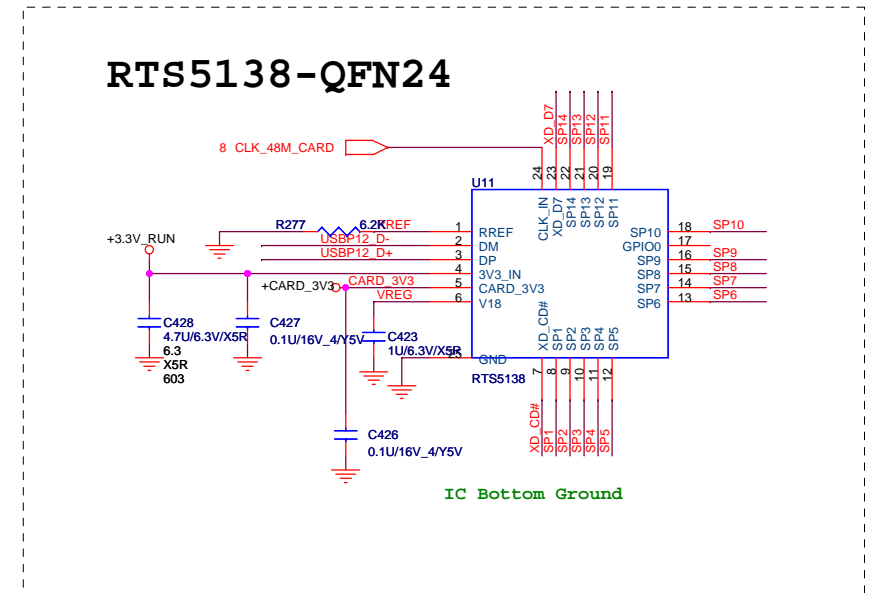 RTS5138-QFN24
8 CLK_48M_CARD
XD_D7
SP14
SP13
SP12
SP11
24
23
22
21
20
19
U11
CLK_IN
XD_D7
SP14
SP13
SP12
SP11
R277
6.2K
RREF
1
RREF
SP10
18
SP10
USBP12_D-
2
DM
GPIO0
17
+3.3V_RUN
USBP12_D+
3
DP
SP9
16
SP9
4
3V3_IN
SP8
15
SP8
+CARD_3V3
CARD_3V3
5
CARD_3V3
SP7
14
SP7
VREG
6
V18
SP6
13
SP6
C428
4.7U/6.3V/X5R
6.3
X5R
603
C427
0.1U/16V_4/Y5V
C423
1U/6.3V/X5R
25
GND
XD_CD#
SP1
SP2
SP3
SP4
SP5
RTS5138
7
8
9
10
11
12
XD_CD#
SP1
SP2
SP3
SP4
SP5
C426
0.1U/16V_4/Y5V
IC Bottom Ground